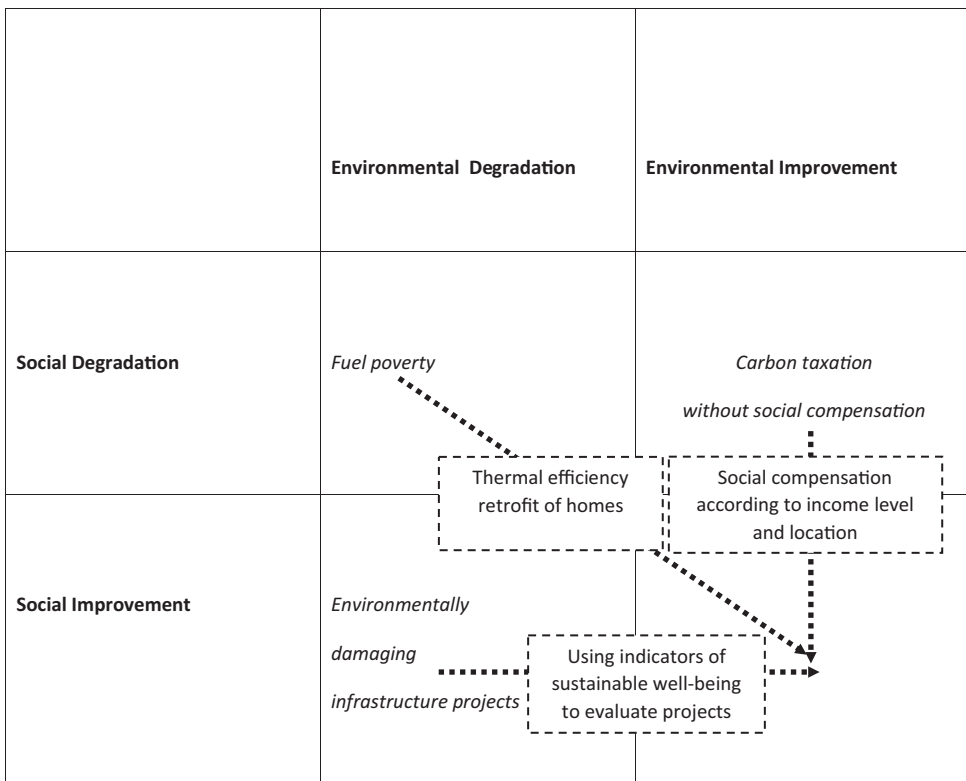 Environmental Degradation
Environmental Improvement
Social Degradation
Fuel poverty
Carbon taxation
without social compensation
Thermal efficiency
retrofit of homes
Social compensation
according to income level
and location
Social Improvement
Environmentally
damaging
infrastructure projects
Using indicators of
sustainable well-being
to evaluate projects